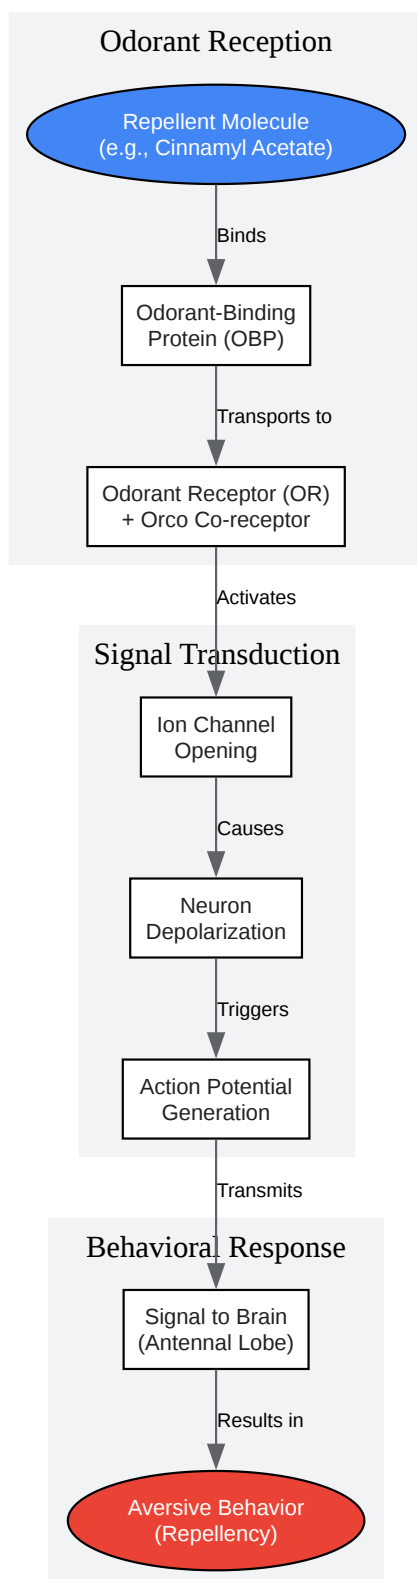 Odorant Reception
Repellent Molecule
(e.g., Cinnamyl Acetate)
Binds
Odorant-Binding
Protein (OBP)
Transports to
Odorant Receptor (OR)
+ Orco Co-receptor
Activates
Signal Transduction
Ion Channel
Opening
Causes
Neuron
Depolarization
Triggers
Action Potential
Generation
Transmits
Behavioral Response
Signal to Brain
(Antennal Lobe)
Results in
Aversive Behavior
(Repellency)